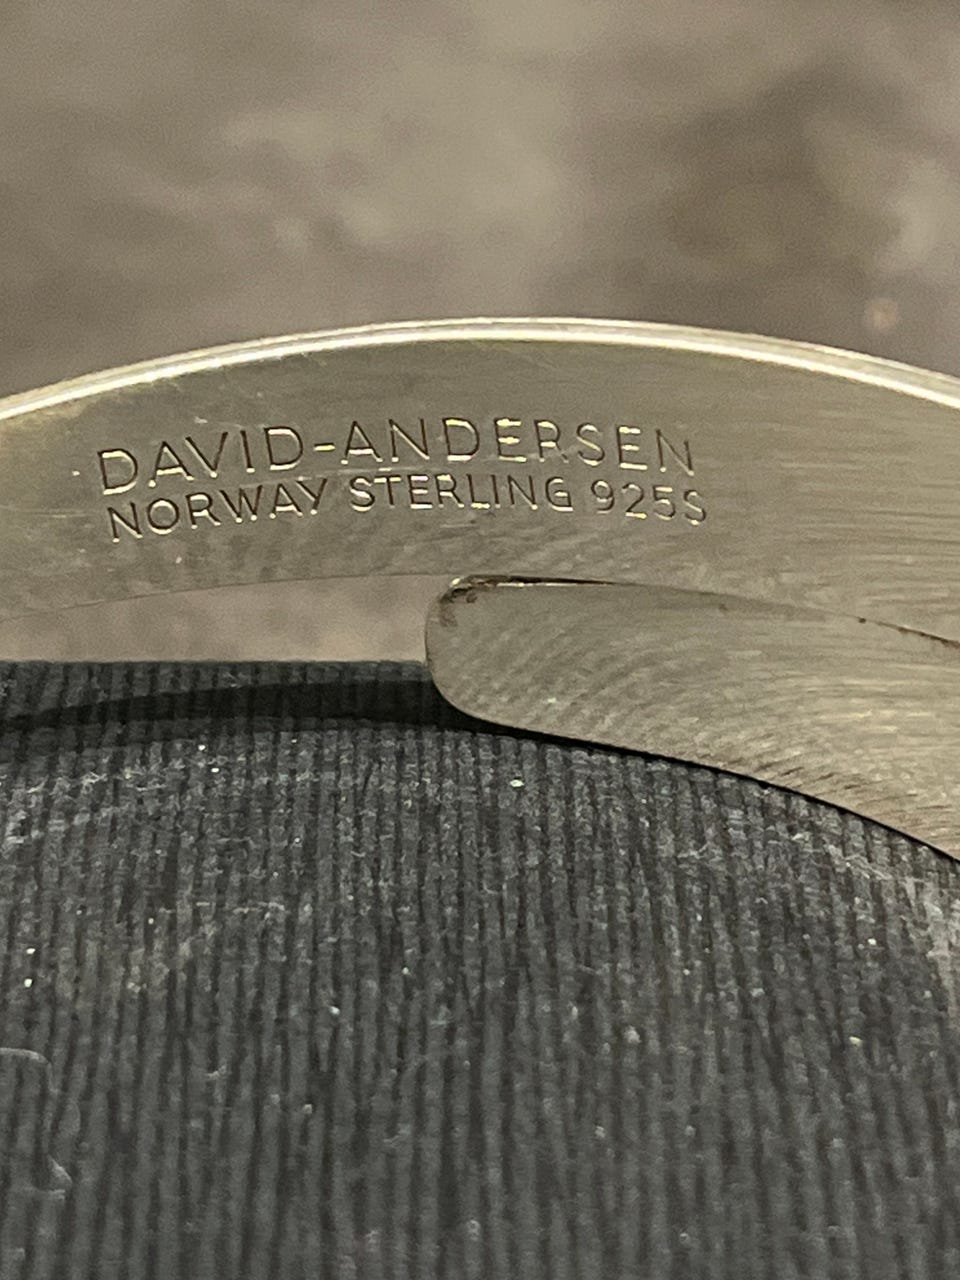 DAVID-ANDERSEN
NORWAY STERLING 925S